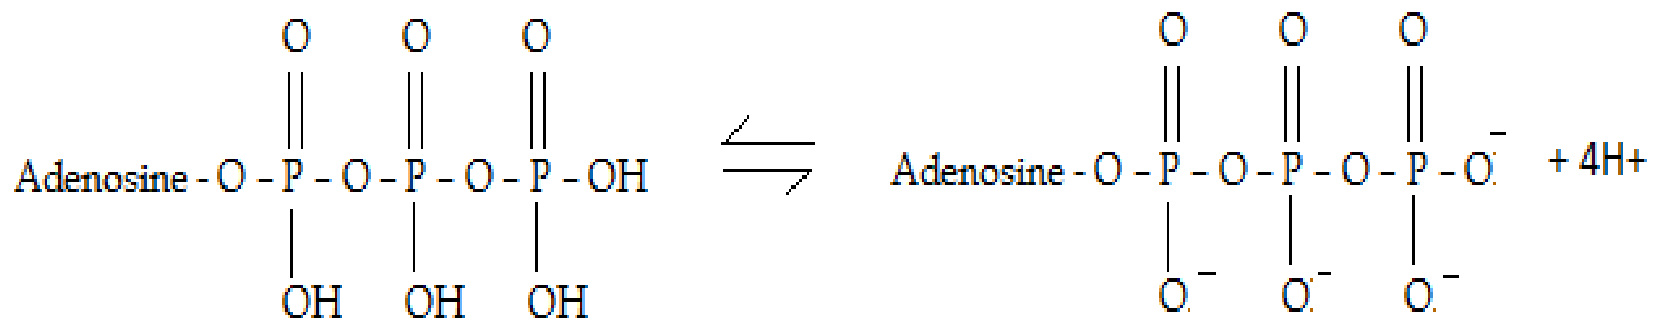 O O O O O O
Adenosine - O - P - O - P - O - P - OH Adenosine - O - P - O - P - O - P - O⁻ + 4H+
OH OH OH O⁻ O⁻ O⁻